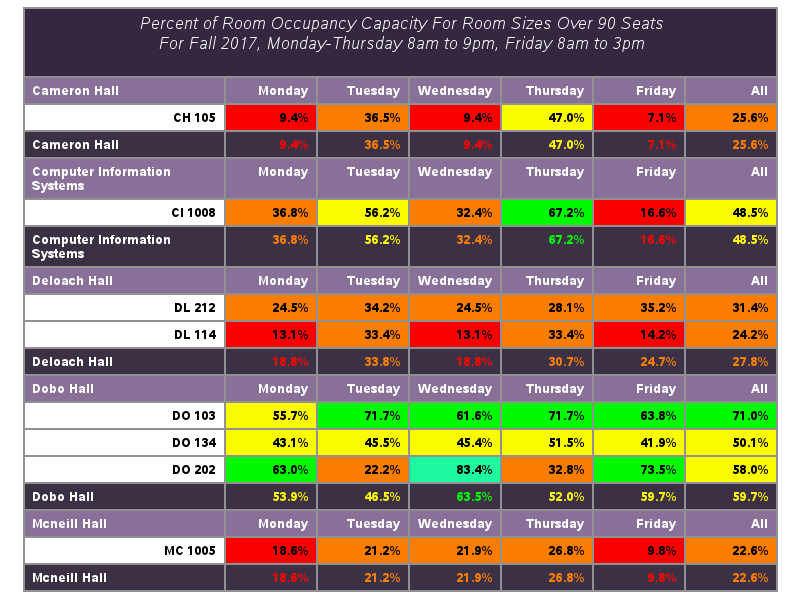 Percent of Room Occupancy Capacity For Room Sizes Over 90 Seats
For Fall 2017, Monday-Thursday 8am to 9pm, Friday 8am to 3pm
Cameron Hall Monday Tuesday Wednesday Thursday Friday All
CH 105 9.4% 36.5% 9.4% 47.0% 7.1% 25.6%
Cameron Hall 9.4% 36.5% 9.4% 47.0% 7.1% 25.6%
Computer Information Monday Tuesday Wednesday Thursday Friday All
Systems
CI 1008 36.8% 56.2% 32.4% 67.2% 16.6% 48.5%
Computer Information 36.8% 56.2% 32.4% 67.2% 16.6% 48.5%
Systems
Deloach Hall Monday Tuesday Wednesday Thursday Friday All
DL 212 24.5% 34.2% 24.5% 28.1% 35.2% 31.4%
DL 114 13.1% 33.4% 13.1% 33.4% 14.2% 24.2%
Deloach Hall 18.8% 33.8% 18.8% 30.7% 24.7% 27.8%
Dobo Hall Monday Tuesday Wednesday Thursday Friday All
DO 103 55.7% 71.7% 61.6% 71.7% 63.8% 71.0%
DO 134 43.1% 45.5% 45.4% 51.5% 41.9% 50.1%
DO 202 63.0% 22.2% 83.4% 32.8% 73.5% 58.0%
Dobo Hall 53.9% 46.5% 63.5% 52.0% 59.7% 59.7%
Mcneill Hall Monday Tuesday Wednesday Thursday Friday All
MC 1005 18.6% 21.2% 21.9% 26.8% 9.8% 22.6%
Mcneill Hall 18.6% 21.2% 21.9% 26.8% 9.8% 22.6%